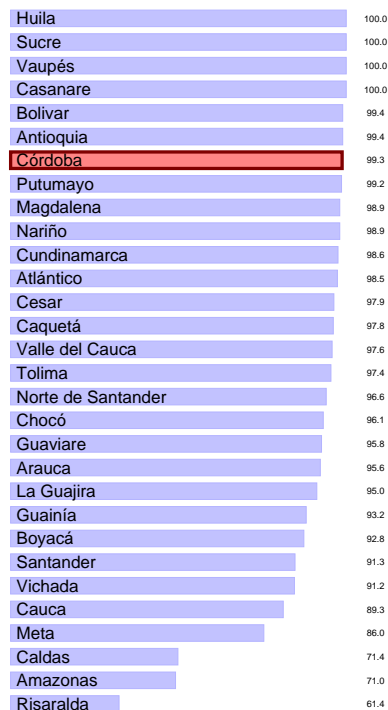 Huila 100.0
Sucre 100.0
Vaupés 100.0
Casanare 100.0
Bolivar 99.4
Antioquia 99.4
Córdoba 99.3
Putumayo 99.2
Magdalena 98.9
Nariño 98.9
Cundinamarca 98.6
Atlántico 98.5
Cesar 97.9
Caquetá 97.8
Valle del Cauca 97.6
Tolima 97.4
Norte de Santander 96.6
Chocó 96.1
Guaviare 95.8
Arauca 95.6
La Guajira 95.0
Guainía 93.2
Boyacá 92.8
Santander 91.3
Vichada 91.2
Cauca 89.3
Meta 86.0
Caldas 71.4
Amazonas 71.0
Risaralda 61.4